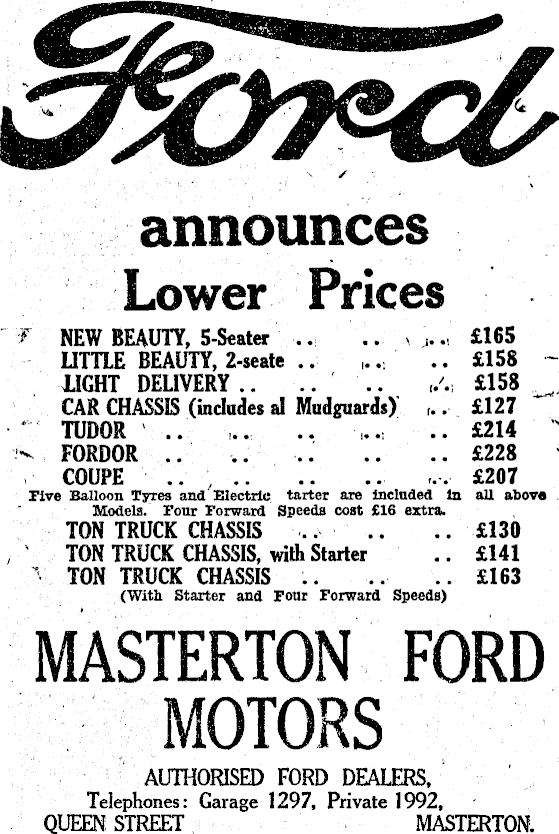 Ford
announces
Lower Prices
NEW BEAUTY, 5-Seater .. .. .. £165
LITTLE BEAUTY, 2-seate .. .. .. £158
LIGHT DELIVERY .. .. .. .. £158
CAR CHASSIS (includes al Mudguards) .. £127
TUDOR .. .. .. .. .. £214
FORDOR .. .. .. .. .. £228
COUPE .. .. .. .. .. £207
Five Balloon Tyres and Electric tarter are included in all above
Models. Four Forward Speeds cost £16 extra.
TON TRUCK CHASSIS .. .. .. £130
TON TRUCK CHASSIS, with Starter .. £141
TON TRUCK CHASSIS .. .. .. £163
(With Starter and Four Forward Speeds)
MASTERTON FORD
MOTORS
AUTHORISED FORD DEALERS,
Telephones: Garage 1297, Private 1992,
QUEEN STREET MASTERTON.